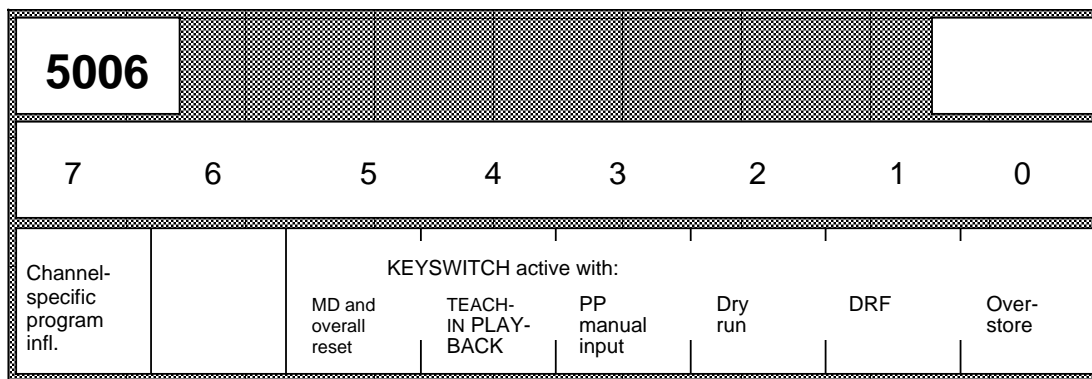 5006
7 6 5 4 3 2 1 0
KEYSWITCH active with:
Channel-
specific
program
infl.
MD and
overall
reset
TEACH-
IN PLAY-
BACK
PP
manual
input
Dry
run
DRF
Over-
store